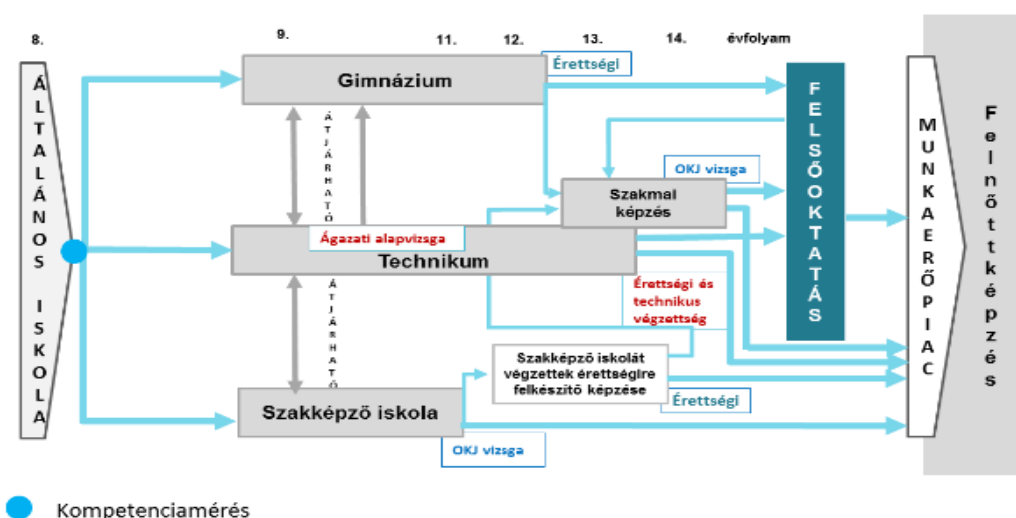 8.
9.
11.
12.
13.
14.
évfolyam
ÁLTALÁNOS ISKOLA
Gimnázium
Érettségi
ÁTJÁRHATÓ
FELSŐOKTATÁS
MUNKAERŐPIAC
Felnőttképzés
OKJ vizsga
Szakmai
képzés
Ágazati alapvizsga
Technikum
ÁTJÁRHATÓ
Érettségi és
technikus
végzettség
Szakképző iskolát
végzettek érettségire
felkészítő képzése
Érettségi
Szakképző iskola
OKJ vizsga
Kompetenciamérés